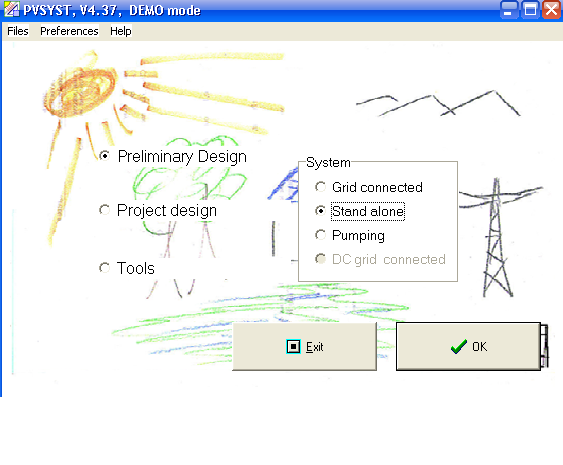 PVSYST, V4.37, DEMO mode
Files Preferences Help
Preliminary Design
Project design
Tools
System
Grid connected
Stand alone
Pumping
DC grid connected
Exit
OK